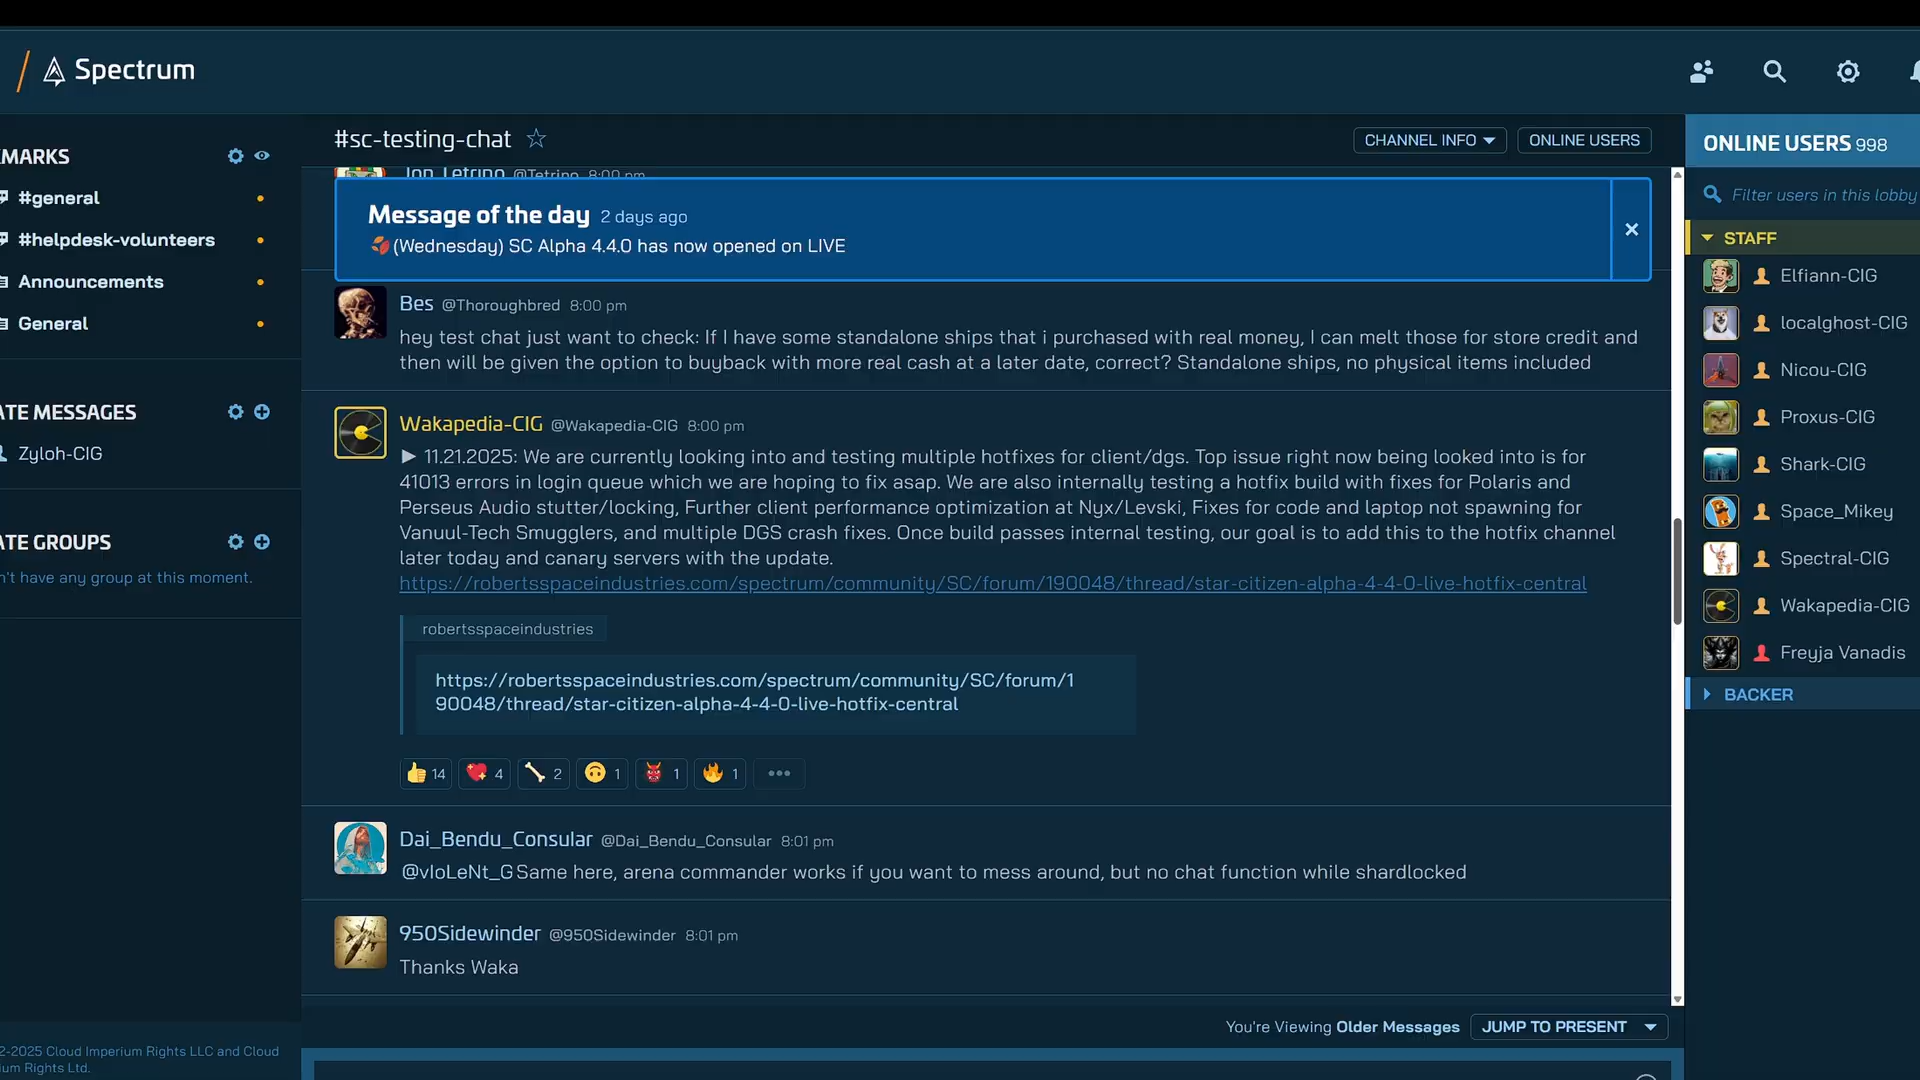 Spectrum
#sc-testing-chat
CHANNEL INFO
ONLINE USERS
ONLINE USERS 998
Filter users in this lobby
KMARKS
#general
#helpdesk-volunteers
Announcements
General
ATE MESSAGES
Zyloh-CIG
ATE GROUPS
n't have any group at this moment.
2-2025 Cloud Imperium Rights LLC and Cloud
ium Rights Ltd.
Jon Tetrino @Tetrino 8:00 pm
Message of the day 2 days ago
(Wednesday) SC Alpha 4.4.0 has now opened on LIVE
Bes @Thoroughbred 8:00 pm
hey test chat just want to check: If I have some standalone ships that i purchased with real money, I can melt those for store credit and
then will be given the option to buyback with more real cash at a later date, correct? Standalone ships, no physical items included
Wakapedia-CIG @Wakapedia-CIG 8:00 pm
► 11.21.2025: We are currently looking into and testing multiple hotfixes for client/dgs. Top issue right now being looked into is for
41013 errors in login queue which we are hoping to fix asap. We are also internally testing a hotfix build with fixes for Polaris and
Perseus Audio stutter/locking, Further client performance optimization at Nyx/Levski, Fixes for code and laptop not spawning for
Vanuul-Tech Smugglers, and multiple DGS crash fixes. Once build passes internal testing, our goal is to add this to the hotfix channel
later today and canary servers with the update.
https://robertsspaceindustries.com/spectrum/community/SC/forum/190048/thread/star-citizen-alpha-4-4-0-live-hotfix-central
robertsspaceindustries
https://robertsspaceindustries.com/spectrum/community/SC/forum/1
90048/thread/star-citizen-alpha-4-4-0-live-hotfix-central
14 4 2 1 1 1
Dai_Bendu_Consular @Dai_Bendu_Consular 8:01 pm
@vIoLeNt_G Same here, arena commander works if you want to mess around, but no chat function while shardlocked
950Sidewinder @950Sidewinder 8:01 pm
Thanks Waka
You're Viewing Older Messages
JUMP TO PRESENT
STAFF
Elfiann-CIG
localghost-CIG
Nicou-CIG
Proxus-CIG
Shark-CIG
Space_Mikey
Spectral-CIG
Wakapedia-CIG
Freyja Vanadis
BACKER